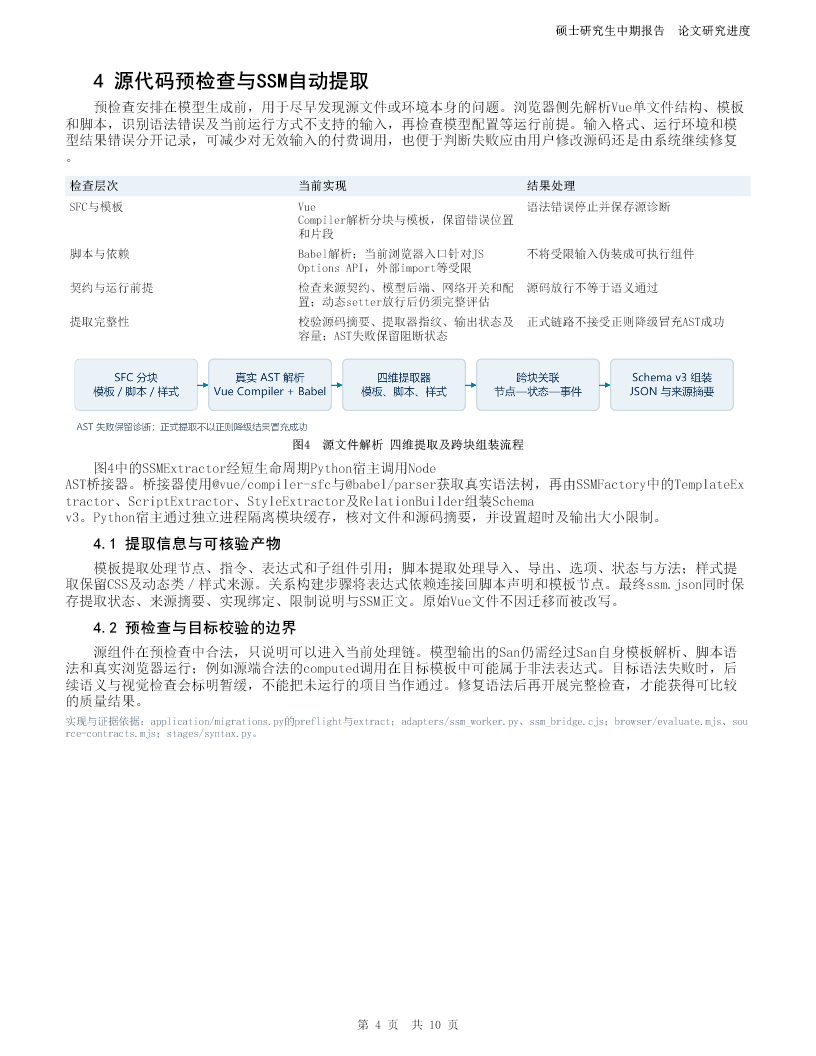 硕士研究生中期报告　论文研究进度
4 源代码预检查与SSM自动提取
预检查安排在模型生成前，用于尽早发现源文件或环境本身的问题。浏览器侧先解析Vue单文件结构、模板
和脚本，识别语法错误及当前运行方式不支持的输入，再检查模型配置等运行前提。输入格式、运行环境和模
型结果错误分开记录，可减少对无效输入的付费调用，也便于判断失败应由用户修改源码还是由系统继续修复
。
检查层次 当前实现 结果处理
SFC与模板 Vue 语法错误停止并保存源诊断
Compiler解析分块与模板，保留错误位置
和片段
脚本与依赖 Babel解析；当前浏览器入口针对JS 不将受限输入伪装成可执行组件
Options API，外部import等受限
契约与运行前提 检查来源契约、模型后端、网络开关和配 源码放行不等于语义通过
置；动态setter放行后仍须完整评估
提取完整性 校验源码摘要、提取器指纹、输出状态及 正式链路不接受正则降级冒充AST成功
容量；AST失败保留阻断状态
SFC 分块 真实 AST 解析 四维提取器 跨块关联 Schema v3 组装
模板 / 脚本 / 样式 Vue Compiler + Babel 模板、脚本、样式 节点—状态—事件 JSON 与来源摘要
AST 失败保留诊断；正式提取不以正则降级结果冒充成功
图4　源文件解析 四维提取及跨块组装流程
图4中的SSMExtractor经短生命周期Python宿主调用Node
AST桥接器。桥接器使用@vue/compiler-sfc与@babel/parser获取真实语法树，再由SSMFactory中的TemplateEx
tractor、ScriptExtractor、StyleExtractor及RelationBuilder组装Schema
v3。Python宿主通过独立进程隔离模块缓存，核对文件和源码摘要，并设置超时及输出大小限制。
4.1 提取信息与可核验产物
模板提取处理节点、指令、表达式和子组件引用；脚本提取处理导入、导出、选项、状态与方法；样式提
取保留CSS及动态类／样式来源。关系构建步骤将表达式依赖连接回脚本声明和模板节点。最终ssm.json同时保
存提取状态、来源摘要、实现绑定、限制说明与SSM正文。原始Vue文件不因迁移而被改写。
4.2 预检查与目标校验的边界
源组件在预检查中合法，只说明可以进入当前处理链。模型输出的San仍需经过San自身模板解析、脚本语
法和真实浏览器运行；例如源端合法的computed调用在目标模板中可能属于非法表达式。目标语法失败时，后
续语义与视觉检查会标明暂缓，不能把未运行的项目当作通过。修复语法后再开展完整检查，才能获得可比较
的质量结果。
实现与证据依据：application/migrations.py的preflight与extract；adapters/ssm_worker.py、ssm_bridge.cjs；browser/evaluate.mjs、sou
rce-contracts.mjs；stages/syntax.py。
第 4 页　共 10 页